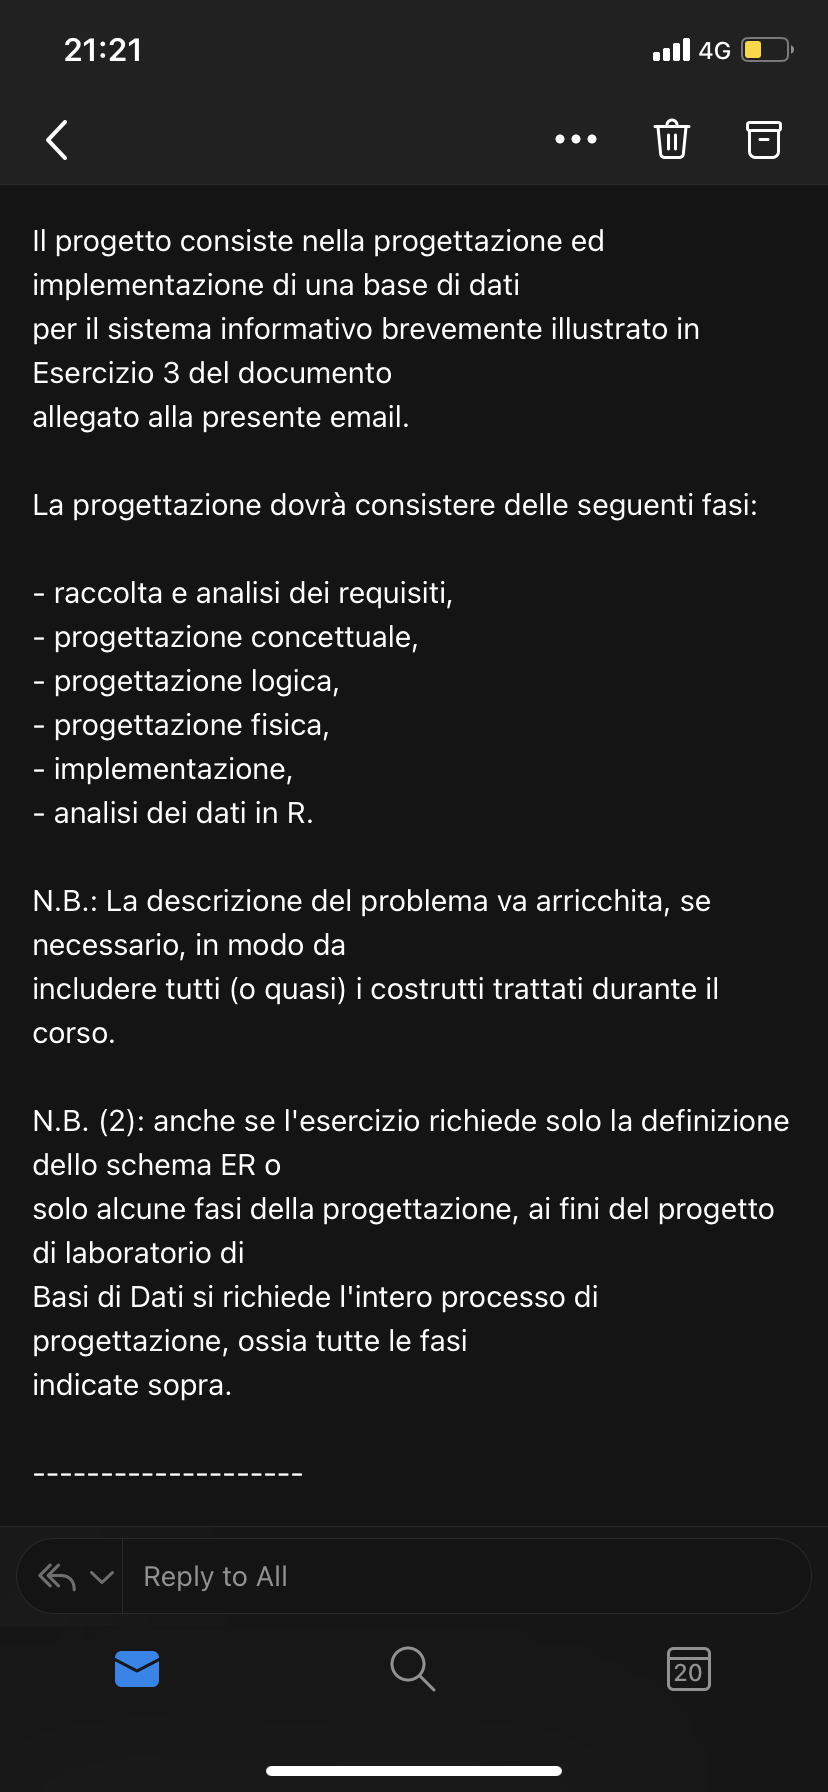 21:21
4G
Il progetto consiste nella progettazione ed
implementazione di una base di dati
per il sistema informativo brevemente illustrato in
Esercizio 3 del documento
allegato alla presente email.
La progettazione dovrà consistere delle seguenti fasi:
- raccolta e analisi dei requisiti,
- progettazione concettuale,
- progettazione logica,
- progettazione fisica,
- implementazione,
- analisi dei dati in R.
N.B.: La descrizione del problema va arricchita, se
necessario, in modo da
includere tutti (o quasi) i costrutti trattati durante il
corso.
N.B. (2): anche se l'esercizio richiede solo la definizione
dello schema ER o
solo alcune fasi della progettazione, ai fini del progetto
di laboratorio di
Basi di Dati si richiede l'intero processo di
progettazione, ossia tutte le fasi
indicate sopra.
--------------------
Reply to All
20